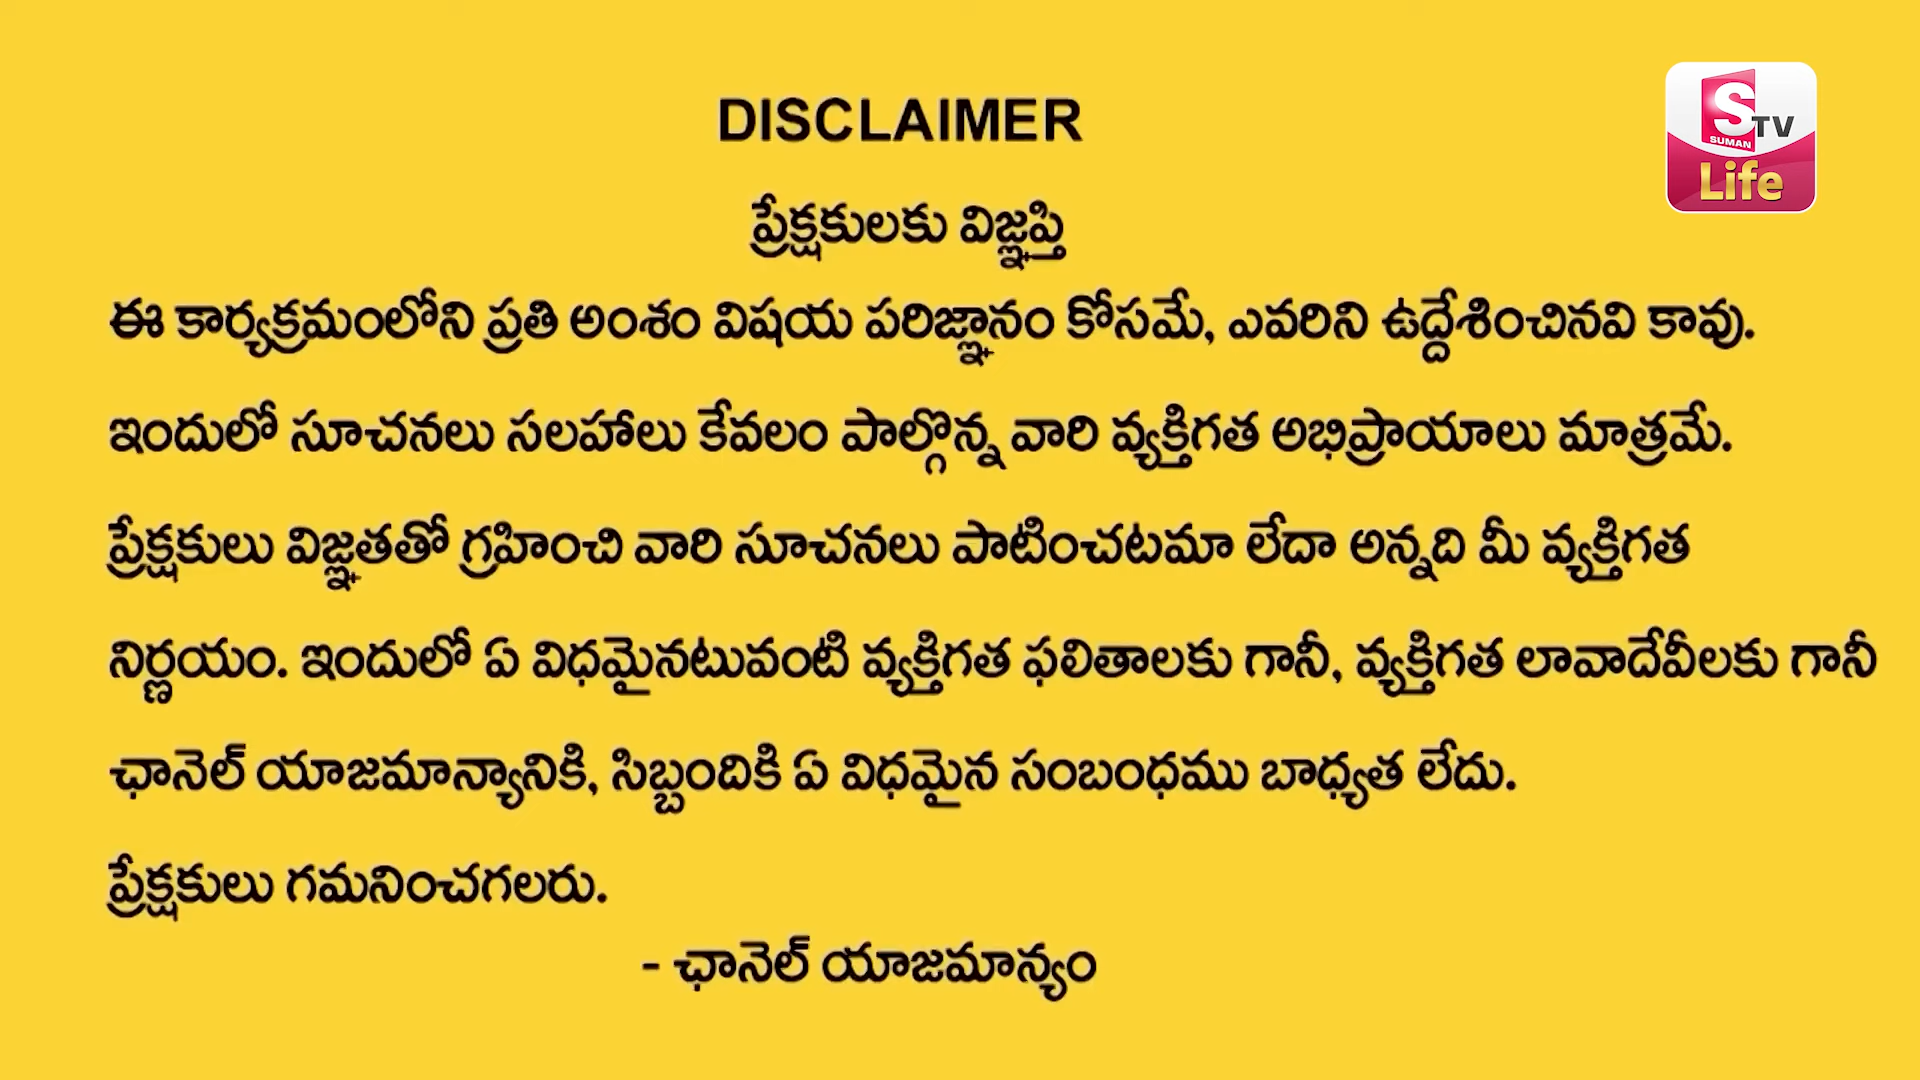 DISCLAIMER
S TV
SUMAN
Life
ప్రేక్షకులకు విజ్ఞప్తి
ఈ కార్యక్రమంలోని ప్రతి అంశం విషయ పరిజ్ఞానం కోసమే, ఎవరిని ఉద్దేశించినవి కావు.
ఇందులో సూచనలు సలహాలు కేవలం పాల్గొన్న వారి వ్యక్తిగత అభిప్రాయాలు మాత్రమే.
ప్రేక్షకులు విజ్ఞతతో గ్రహించి వారి సూచనలు పాటించటమా లేదా అన్నది మీ వ్యక్తిగత
నిర్ణయం. ఇందులో ఏ విధమైనటువంటి వ్యక్తిగత ఫలితాలకు గానీ, వ్యక్తిగత లావాదేవీలకు గానీ
ఛానెల్ యాజమాన్యానికి, సిబ్బందికి ఏ విధమైన సంబంధము బాధ్యత లేదు.
ప్రేక్షకులు గమనించగలరు.
- ఛానెల్ యాజమాన్యం